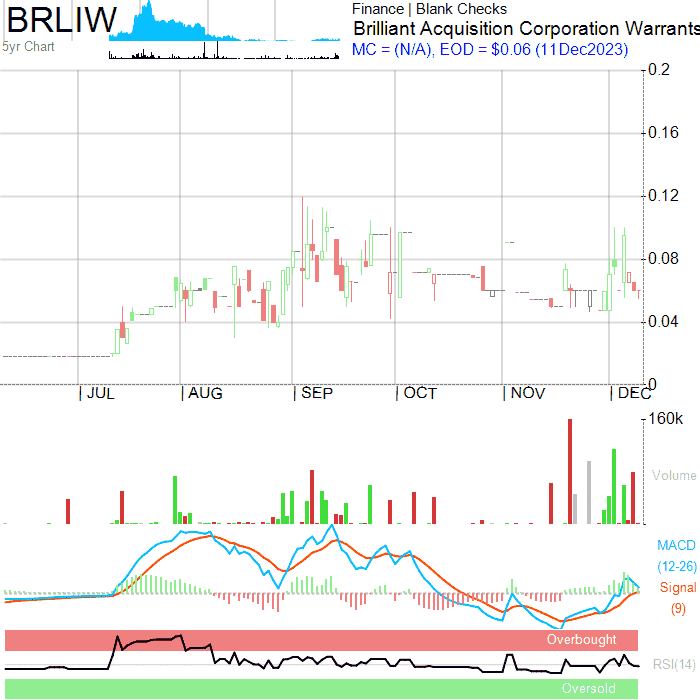 BRLIW
5yr Chart
Finance | Blank Checks
Brilliant Acquisition Corporation Warrants
MC = (N/A), EOD = $0.06 (11Dec2023)
0.2
0.16
0.12
0.08
0.04
0
JUL AUG SEP OCT NOV DEC
160k
Volume
MACD
(12-26)
Signal
(9)
Overbought
RSI(14)
Oversold